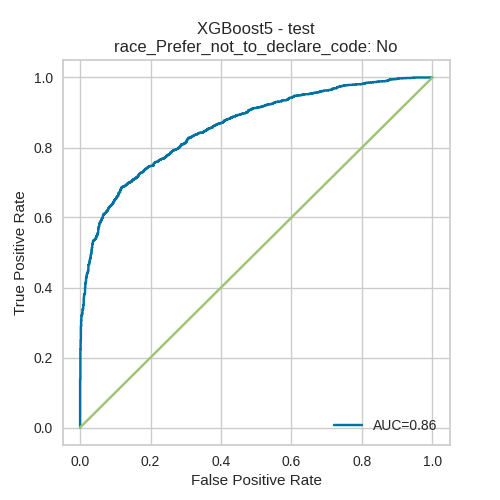 XGBoost5 - test
race_Prefer_not_to_declare_code: No
1.0
0.8
0.6
0.4
0.2
0.0
True Positive Rate
AUC=0.86
0.0 0.2 0.4 0.6 0.8 1.0
False Positive Rate